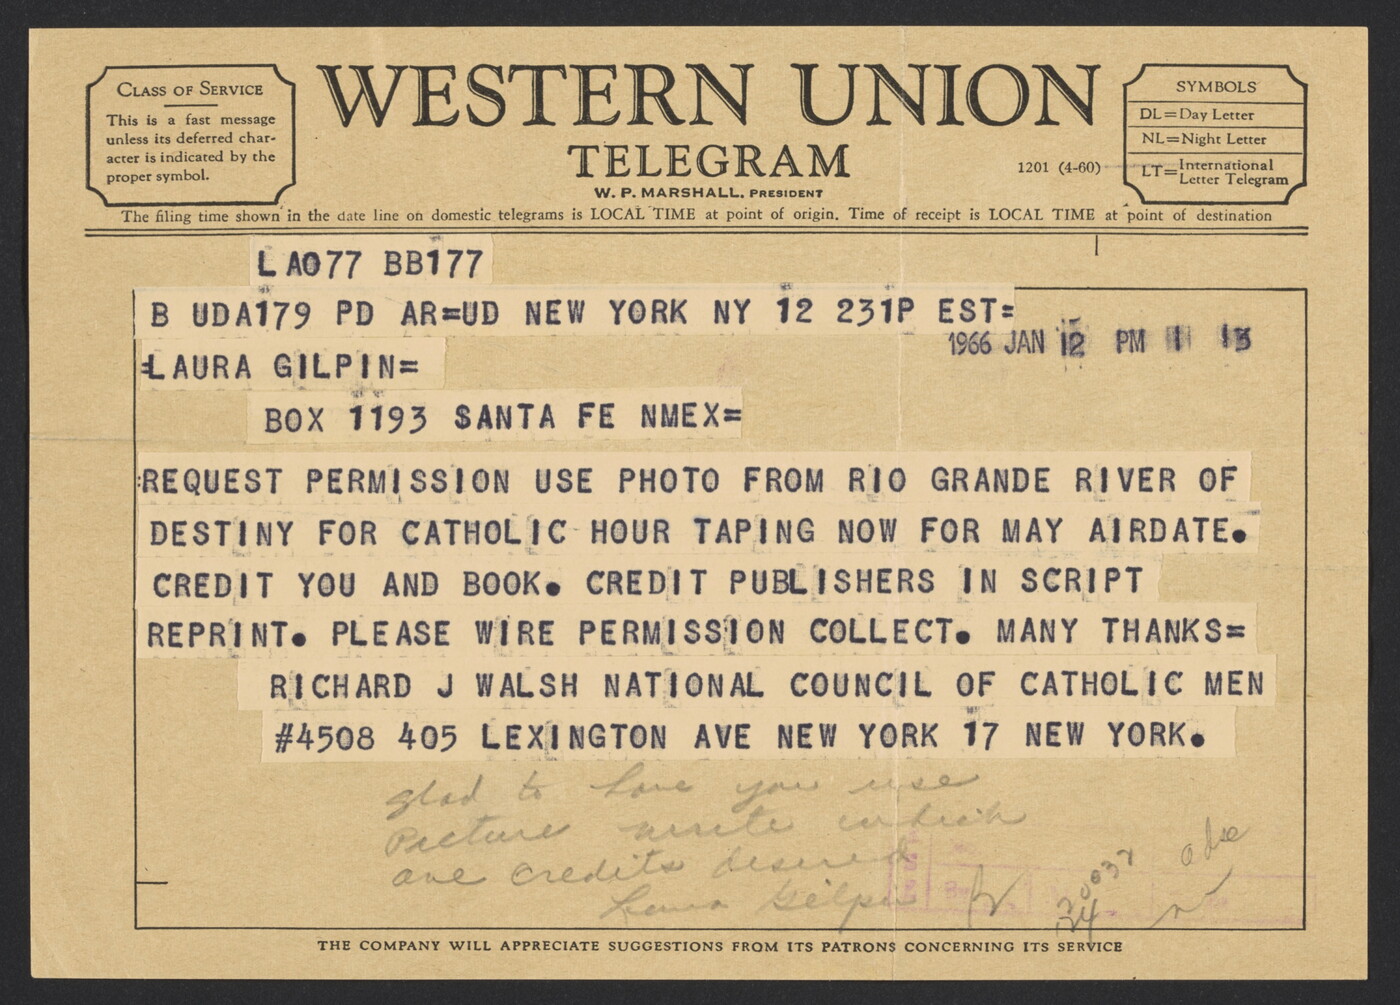 CLASS OF SERVICE
This is a fast message
unless its deferred char-
acter is indicated by the
proper symbol.
WESTERN UNION
TELEGRAM
W. P. MARSHALL, PRESIDENT
1201 (4-60)
SYMBOLS
DL=Day Letter
NL=Night Letter
LT=International Letter Telegram
The filing time shown in the date line on domestic telegrams is LOCAL TIME at point of origin. Time of receipt is LOCAL TIME at point of destination
LA077 BB177
B UDA179 PD AR=UD NEW YORK NY 12 231P EST=
1966 JAN 12 PM 1 13
=LAURA GILPIN=
BOX 1193 SANTA FE NMEX=
:REQUEST PERMISSION USE PHOTO FROM RIO GRANDE RIVER OF
DESTINY FOR CATHOLIC HOUR TAPING NOW FOR MAY AIRDATE.
CREDIT YOU AND BOOK. CREDIT PUBLISHERS IN SCRIPT
REPRINT. PLEASE WIRE PERMISSION COLLECT. MANY THANKS=
RICHARD J WALSH NATIONAL COUNCIL OF CATHOLIC MEN
#4508 405 LEXINGTON AVE NEW YORK 17 NEW YORK.
glad to have you use
Picture write which
are credits desired
Laura Gilpin
THE COMPANY WILL APPRECIATE SUGGESTIONS FROM ITS PATRONS CONCERNING ITS SERVICE